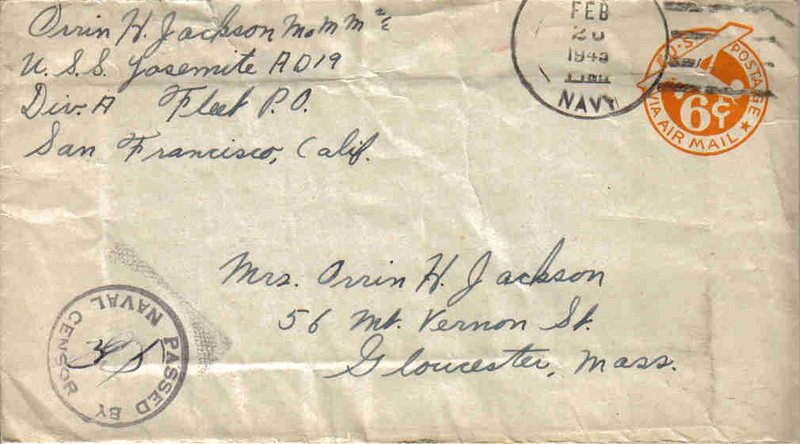 Orrin H. Jackson MoMM 2/c
U.S.S. Yosemite AD19
Div. A Fleet P.O.
San Francisco, Calif.
FEB
1945
NAVY
U.S. POSTAGE
6¢
VIA AIR MAIL
Mrs. Orrin H. Jackson
56 Mt. Vernon St.
Gloucester, Mass.
PASSED BY
NAVAL CENSOR